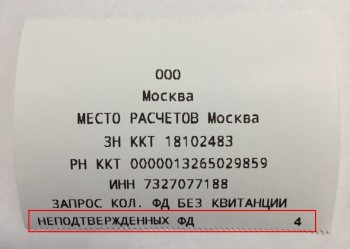 ООО
Москва
МЕСТО РАСЧЕТОВ Москва
ЗН ККТ 18102483
РН ККТ 0000013265029859
ИНН 7327077188
ЗАПРОС КОЛ. ФД БЕЗ КВИТАНЦИИ
НЕПОДТВЕРЖДЕННЫХ ФД 4